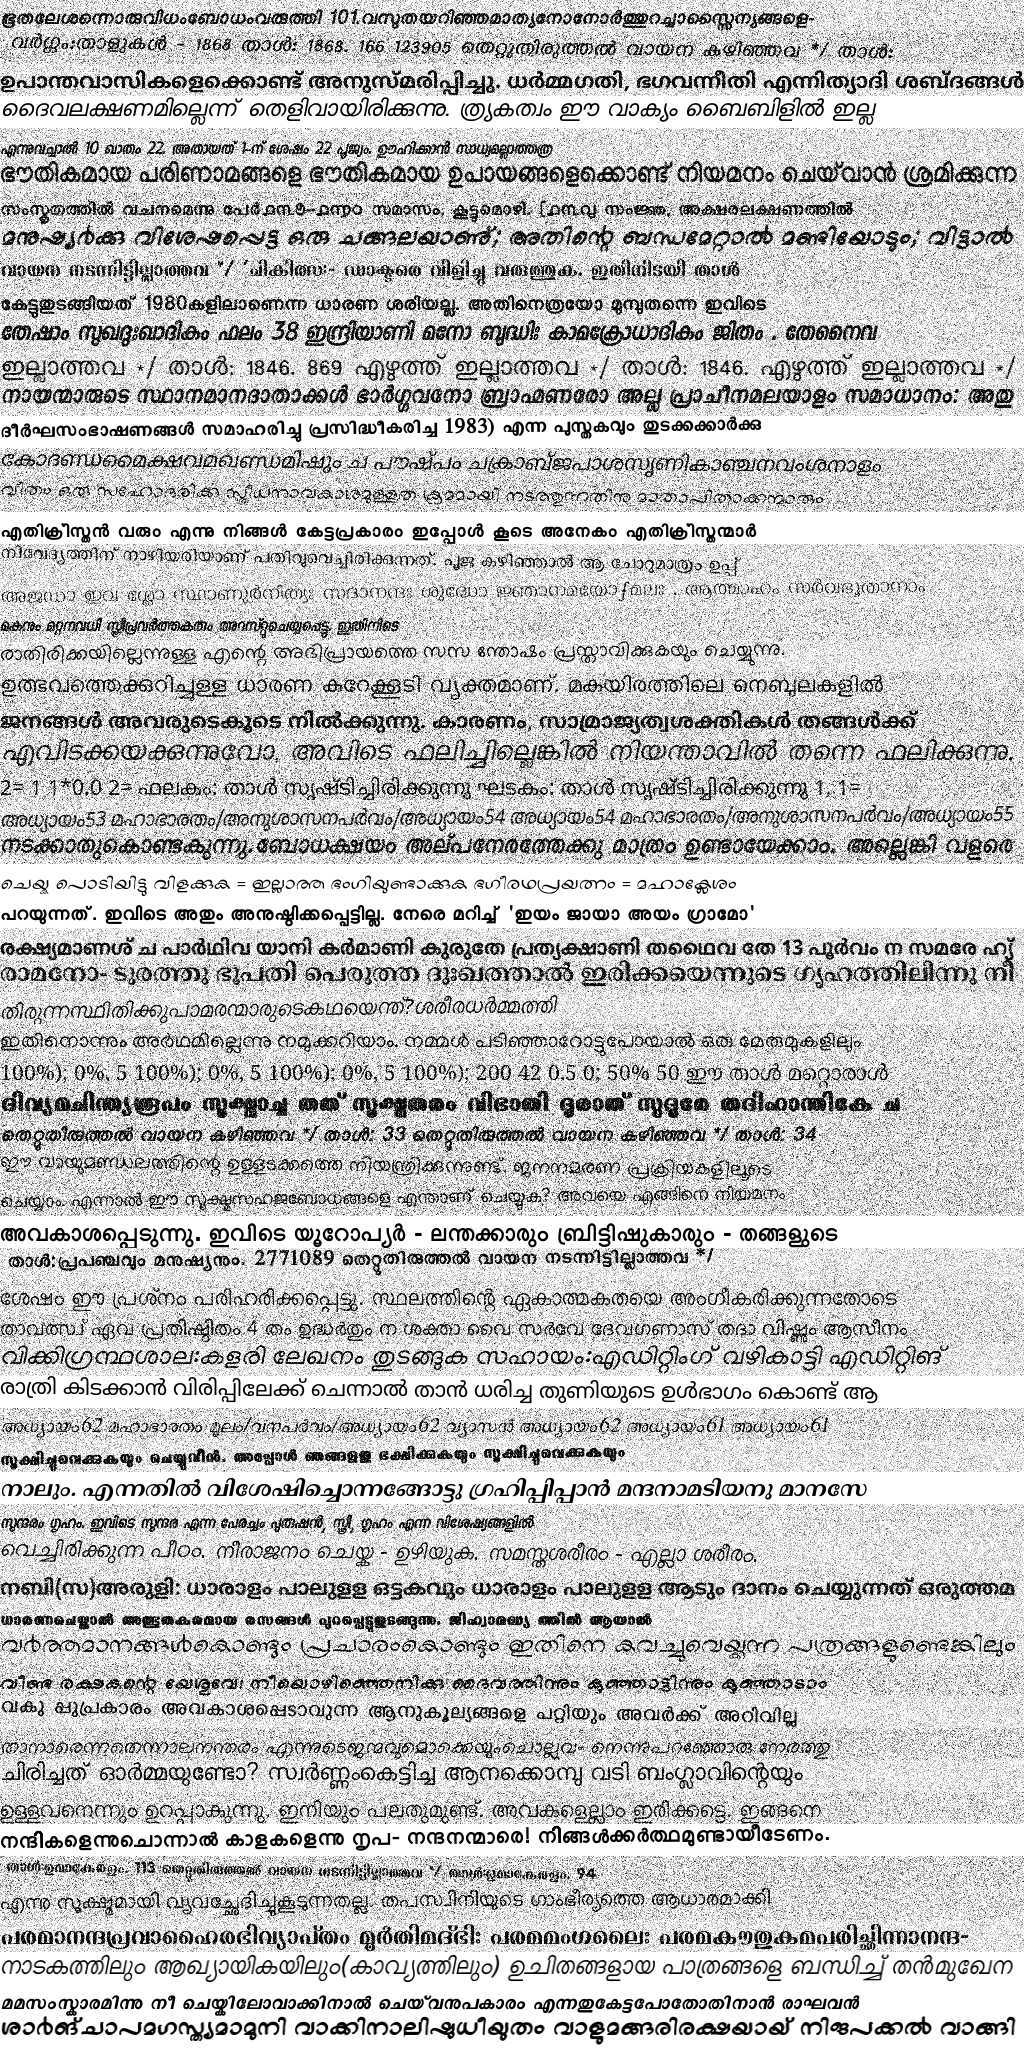 ഭൂതലേശനൊരുവിധംബോധംവരുത്തി 101.വസുതയറിഞ്ഞമാത്യനോനോർത്തുറച്ചാസ്സൈന്യങ്ങളെ-
വർഗ്ഗം:താളുകൾ - 1868 താൾ: 1868. 166 123905 തെറ്റുതിരുത്തൽ വായന കഴിഞ്ഞവ */ താൾ:
ഉപാന്തവാസികളെക്കൊണ്ട് അനുസ്മരിപ്പിച്ചു. ധർമ്മഗതി, ഭഗവന്നീതി എന്നിത്യാദി ശബ്ദങ്ങൾ
ദൈവലക്ഷണമില്ലെന്ന് തെളിവായിരിക്കുന്നു. ത്ര്യകത്വം ഈ വാക്യം ബൈബിളിൽ ഇല്ല
എന്നുവച്ചാൽ 10 ഖാതം 22. അതായത് 1-ന് ശേഷം 22 പൂജ്യം. ഊഹിക്കാൻ സാധ്യമല്ലാത്തത്ര
ഭൗതികമായ പരിണാമങ്ങളെ ഭൗതികമായ ഉപായങ്ങളെക്കൊണ്ട് നിയമനം ചെയ്‌വാൻ ശ്രമിക്കുന്ന
സംസ്കൃതത്തിൽ വചനമെന്നു പേർ.൧൩൭–൧൩൮൦ സമാസം, കൂട്ടുമൊഴി. [൧൩൮൰ സംജ്ഞ, അക്ഷരലക്ഷണത്തിൽ
മനുഷ്യർക്കു വിശേഷപ്പെട്ട ഒരു ചങ്ങലയാണു്; അതിന്റെ ബന്ധമേറ്റാൽ മണ്ടിയോടും; വിട്ടാൽ
വായന നടന്നിട്ടില്ലാത്തവ */ 'ചികിത്സ:- ഡാക്ടരെ വിളിച്ചു വരുത്തുക. ഇതിനിടയി താൾ
കേട്ടുതുടങ്ങിയത് 1980കളിലാണെന്ന ധാരണ ശരിയല്ല. അതിനെത്രയോ മുമ്പുതന്നെ ഇവിടെ
തേഷാം സുഖദുഃഖാദികം ഫലം 38 ഇന്ദ്രിയാണി മനോ ബുദ്ധിഃ കാമക്രോധാദികം ജിതം . തേനൈവ
ഇല്ലാത്തവ */ താൾ: 1846. 869 എഴുത്ത് ഇല്ലാത്തവ */ താൾ: 1846. എഴുത്ത് ഇല്ലാത്തവ */
നായന്മാരുടെ സ്ഥാനമാനദാതാക്കൾ ഭാർഗ്ഗവനോ ബ്രാഹ്മണരോ അല്ല പ്രാചീനമലയാളം സമാധാനം: അതു
ദീർഘസംഭാഷണങ്ങൾ സമാഹരിച്ചു പ്രസിദ്ധീകരിച്ച 1983) എന്ന പുസ്തകവും തുടക്കക്കാർക്കു
കോദണ്ഡമൈക്ഷവമഖണ്ഡമിഷും ച പൗഷ്പം ചക്രാബ്ജപാശസൃണികാഞ്ചനവംശനാളം
വീതം ഒരു സഹോദരിക്കു സ്ത്രീധനാവകാശമുള്ളത ക്രമമായി നടത്തുന്നതിനു മാതാപിതാക്കന്മാരും
എതിക്രീസ്തൻ വരും എന്നു നിങ്ങൾ കേട്ടപ്രകാരം ഇപ്പോൾ കൂടെ അനേകം എതിക്രീസ്തന്മാർ
നിവേദ്യത്തിന് നാഴിയരിയാണ് പതിവുവെച്ചിരിക്കുന്നത്. പൂജ കഴിഞ്ഞാൽ ആ ചോറുമാത്രം ഉപ്പ്
അജഡാ ഇവ സ്ഥാണുർനിത്യഃ സദാനന്ദഃ ശുദ്ധോ ജ്ഞാനമയോƒമലഃ . ആത്മാഹം സർവഭൂതാനാം
മകനും മറ്റനവധി സ്ത്രീപ്രവർത്തകരും അറസ്റ്റുചെയ്യപ്പെട്ടു. ഇതിനിടെ
രാതിരിക്കയില്ലെന്നുള്ള എന്റെ അഭിപ്രായത്തെ സസ ന്തോഷം പ്രസ്താവിക്കുകയും ചെയ്യുന്നു.
ഉത്ഭവത്തെക്കുറിച്ചുള്ള ധാരണ കുറേക്കൂടി വ്യക്തമാണ്. മകയിരത്തിലെ നെബുലകളിൽ
ജനങ്ങൾ അവരുടെകൂടെ നിൽക്കുന്നു. കാരണം, സാമ്രാജ്യത്വശക്തികൾ തങ്ങൾക്ക്
എവിടക്കയക്കുന്നുവോ, അവിടെ ഫലിച്ചില്ലെങ്കിൽ നിയന്താവിൽ തന്നെ ഫലിക്കുന്നു.
2= 1 1*0.0 2= ഫലകം: താൾ സൃഷ്ടിച്ചിരിക്കുന്നു ഘടകം: താൾ സൃഷ്ടിച്ചിരിക്കുന്നു 1. 1=
അധ്യായം53 മഹാഭാരതം/അനുശാസനപർവം/അധ്യായം54 അധ്യായം54 മഹാഭാരതം/അനുശാസനപർവം/അധ്യായം55
നടക്കാതുകൊണ്ടകുന്നു.ബോധക്ഷയം അല്പനേരത്തേക്കു മാത്രം ഉണ്ടായേക്കാം. അല്ലെങ്കി വളരെ
ചെയ്തു പൊടിയിട്ടു വിളക്കുക = ഇല്ലാത്ത ഭംഗിയുണ്ടാക്കുക ഭഗീരഥപ്രയത്നം = മഹാക്ലേശം
പറയുന്നത്. ഇവിടെ അതും അനുഷ്ഠിക്കപ്പെട്ടില്ല. നേരെ മറിച്ച് 'ഇയം ജായാ അയം ഗ്രാമോ'
രക്ഷ്യമാണശ് ച പാർഥിവ യാനി കർമാണി കുരുതേ പ്രത്യക്ഷാണി തഥൈവ തേ 13 പൂർവം ന സമരേ ഹ്യ്
രാമനോ- ടുരത്തു ഭൂപതി പെരുത്ത ദുഃഖത്താൽ ഇരിക്കയെന്നുടെ ഗൃഹത്തിലിന്നു നീ
തിരുന്നസ്ഥിതിക്കുപാമരന്മാരുടെകഥയെന്ത്?ശരീരധർമ്മത്തി
ഇതിനൊന്നും അർഥമില്ലെന്നു നമുക്കറിയാം. നമ്മൾ പടിഞ്ഞാറോട്ടുപോയാൽ ഒരു മേരുമുകളിലും
100%); 0%, 5 100%); 0%, 5 100%); 0%, 5 100%); 200 42 0.5 0; 50% 50 ഈ താൾ മറ്റൊരാൾ
ദിവ്യമചിന്ത്യരൂപം സൂക്ഷ്മാച്ച തത് സൂക്ഷ്മതരം വിഭാതി ദൂരാത് സുദൂരേ തദിഹാന്തികേ ച
തെറ്റുതിരുത്തൽ വായന കഴിഞ്ഞവ */ താൾ: 33 തെറ്റുതിരുത്തൽ വായന കഴിഞ്ഞവ */ താൾ: 34
ഈ വായുമണ്ഡലത്തിന്റെ ഉള്ളടക്കത്തെ നിയന്ത്രിക്കുന്നുണ്ട്. ജനനമരണ പ്രക്രിയകളിലൂടെ
ചെയ്യാം. എന്നാൽ ഈ സൂക്ഷ്മസഹജബോധങ്ങളെ എന്താണ് ചെയ്യുക? അവയെ എങ്ങിനെ നിയമനം
അവകാശപ്പെടുന്നു. ഇവിടെ യൂറോപ്യർ - ലന്തക്കാരും ബ്രിട്ടിഷുകാരും - തങ്ങളുടെ
താൾ:പ്രപഞ്ചവും മനുഷ്യനും. 2771089 തെറ്റുതിരുത്തൽ വായന നടന്നിട്ടില്ലാത്തവ */
ശേഷം ഈ പ്രശ്നം പരിഹരിക്കപ്പെട്ടു. സ്ഥലത്തിന്റെ ഏകാത്മകതയെ അംഗീകരിക്കുന്നതോടെ
താവത്സ്വ് ഏവ പ്രതിഷ്ഠിതം 4 തം ഉദ്ധർതും ന ശക്താ വൈ സർവേ ദേവഗണാസ് തദാ വിഷ്ണും ആസീനം
വിക്കിഗ്രന്ഥശാല:കളരി ലേഖനം തുടങ്ങുക സഹായം:എഡിറ്റിംഗ് വഴികാട്ടി എഡിറ്റിങ്
രാത്രി കിടക്കാൻ വിരിപ്പിലേക്ക് ചെന്നാൽ താൻ ധരിച്ച തുണിയുടെ ഉൾഭാഗം കൊണ്ട് ആ
അധ്യായം62 മഹാഭാരതം മൂലം/വനപർവം/അധ്യായം62 വ്യാസൻ അധ്യായം62 അധ്യായം61 അധ്യായം61
സൂക്ഷിച്ചുവെക്കുകയും ചെയ്യുവീൻ. അപ്പോൾ ഞങ്ങളള്ള ഭക്ഷിക്കുകയും സൂക്ഷിച്ചുവെക്കുകയും
നാലും. എന്നതിൽ വിശേഷിച്ചൊന്നങ്ങോട്ടു ഗ്രഹിപ്പിപ്പാൻ മന്ദനാമടിയനു മാനസേ
സുന്ദരം ഗൃഹം. ഇവിടെ സുന്ദര എന്ന പേരച്ചം പുരുഷൻ, സ്ത്രീ, ഗൃഹം എന്ന വിശേഷ്യങ്ങളിൽ
വെച്ചിരിക്കുന്ന പീഠം. നീരാജനം ചെയ്ക - ഉഴിയുക. സമസ്തശരീരം - എല്ലാ ശരീരം.
നബി(സ)അരുളി: ധാരാളം പാലുളള ഒട്ടകവും ധാരാളം പാലുളള ആടും ദാനം ചെയ്യുന്നത് ഒരുത്തമ
ധാരണചെയ്താൽ അത്ഭുതകരമായ രസങ്ങൾ പുറപ്പെട്ടുതുടങ്ങുന്നു. ജിഹ്വാമദ്ധ്യ ത്തിൽ ആയാൽ
വർത്തമാനങ്ങൾകൊണ്ടും പ്രചാരംകൊണ്ടും ഇതിനെ കവച്ചുവെയ്ക്കുന്ന പത്രങ്ങളുണ്ടെങ്കിലും
വീണ്ട രക്ഷകന്റെ യേശുവേ! നീയൊഴിഞ്ഞെനിക്കു ദൈവത്തിന്നും കുഞ്ഞാട്ടിന്നും കുഞ്ഞാടാം
വകു പ്പുപ്രകാരം അവകാശപ്പെടാവുന്ന ആനുകൂല്യങ്ങളെ പറ്റിയും അവർക്ക് അറിവില്ല
താനാരെന്നതെന്നാലനന്തരം എന്നുടെജന്മവുമൊക്കെയുംചൊല്ലുവ- നെന്നുപറഞ്ഞോരു നേരത്തു
ചിരിച്ചത് ഓർമ്മയുണ്ടോ? സ്വർണ്ണംകെട്ടിച്ച ആനക്കൊമ്പു വടി ബംഗ്ലാവിന്റെയും
ഉള്ളവനെന്നും ഉറപ്പാകുന്നു. ഇനിയും പലതുമുണ്ട്. അവകളെല്ലാം ഇരിക്കട്ടെ. ഇങ്ങനെ
നന്ദികളെന്നുചൊന്നാൽ കാളകളെന്നു നൃപ- നന്ദനന്മാരെ! നിങ്ങൾക്കർത്ഥമുണ്ടായീടേണം.
113 തെറ്റുതിരുത്തൽ വായന നടന്നിട്ടില്ലാത്തവ */ 94
എന്നു സൂക്ഷ്മമായി വ്യവച്ഛേദിച്ചുകൂടുന്നതല്ല. തപസ്വിനിയുടെ ഗാംഭീര്യത്തെ ആധാരമാക്കി
പരമാനന്ദപ്രവാഹൈരഭിവ്യാപ്തം മൂർതിമദ്ഭിഃ പരമമംഗലൈഃ പരമകൗതുകമപരിച്ഛിന്നാനന്ദ-
നാടകത്തിലും ആഖ്യായികയിലും(കാവ്യത്തിലും) ഉചിതങ്ങളായ പാത്രങ്ങളെ ബന്ധിച്ച് തൻമുഖേന
മമസംസ്കാരമിന്നു നീ ചെയ്കിലോവാക്കിനാൽ ചെയ്‌വനുപകാരം എന്നതുകേട്ടപോതോതിനാൻ രാഘവൻ
ശാർങ്ചാപമഗസ്ത്യമാമുനി വാക്കിനാലിഷുധീയുതം വാളുമങ്ങരിരക്ഷയായ് നിജപക്കൽ വാങ്ങി